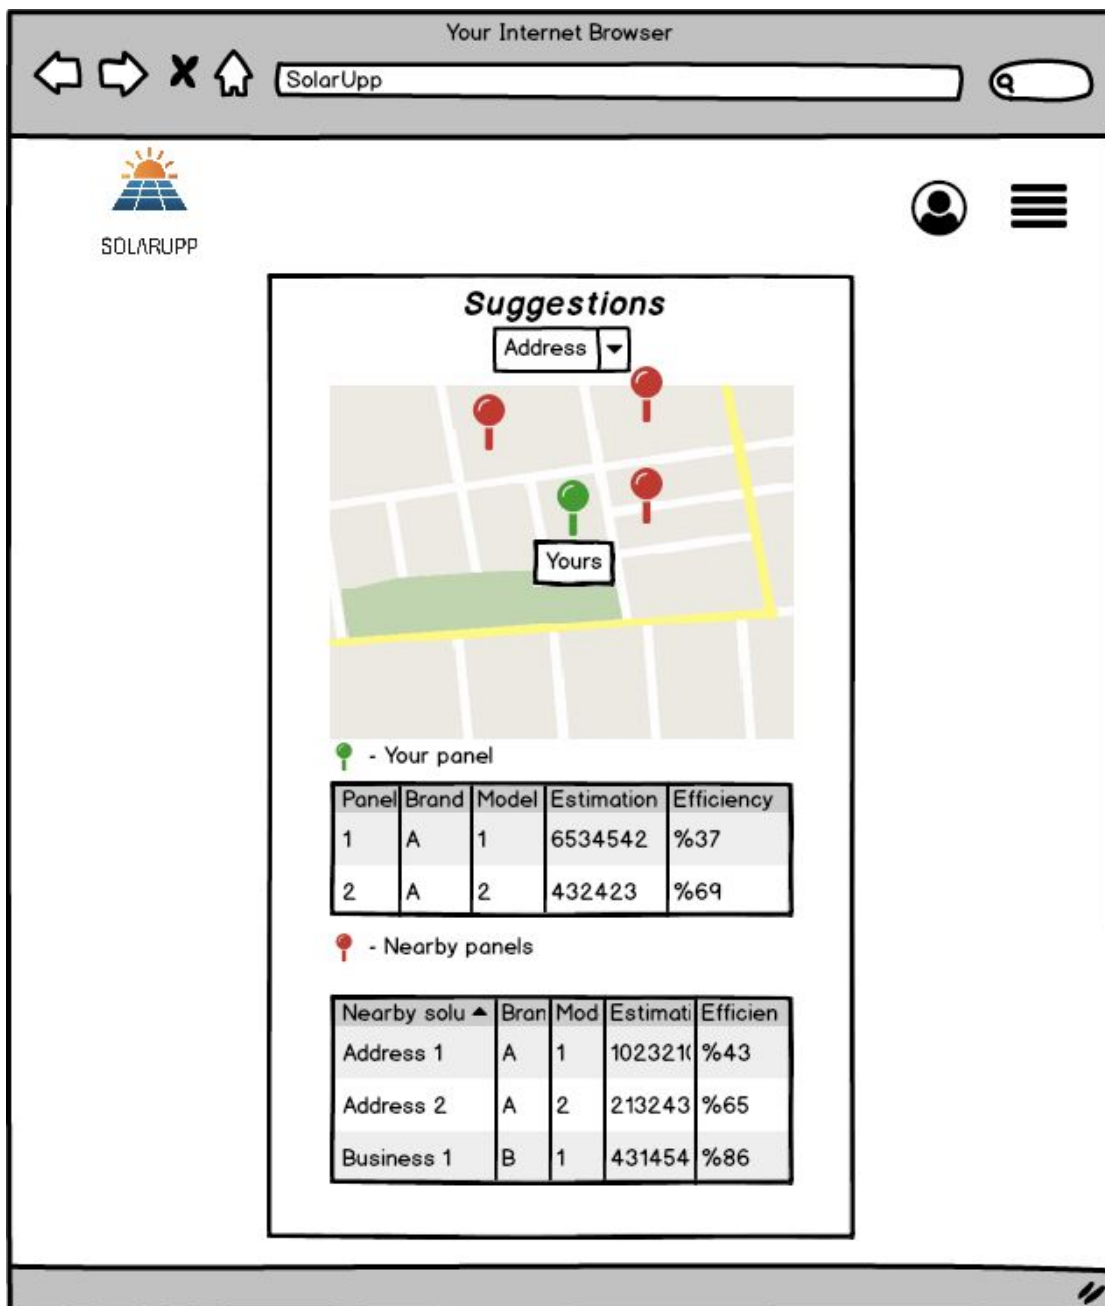 Your Internet Browser
SolarUpp
SOLARUPP
Suggestions
Address
Yours
- Your panel
Panel Brand Model Estimation Efficiency
1 A 1 6534542 %37
2 A 2 432423 %69
- Nearby panels
Nearby solu Bran Mod Estimati Efficien
Address 1 A 1 1023210 %43
Address 2 A 2 213243 %65
Business 1 B 1 431454 %86